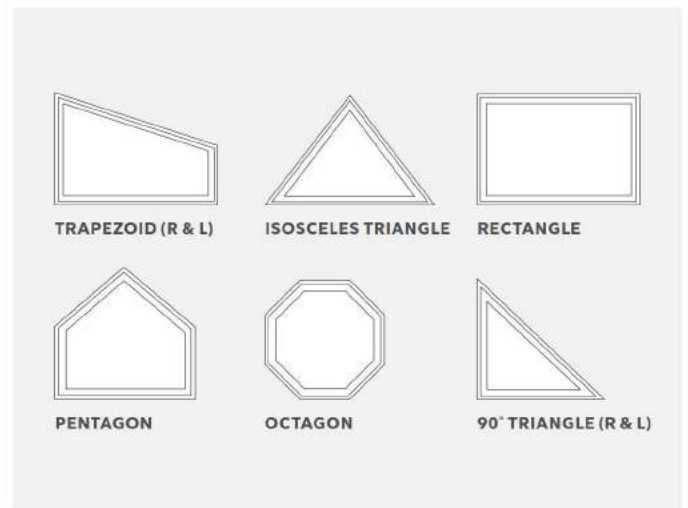 TRAPEZOID (R & L)
ISOSCELES TRIANGLE
RECTANGLE
PENTAGON
OCTAGON
90° TRIANGLE (R & L)